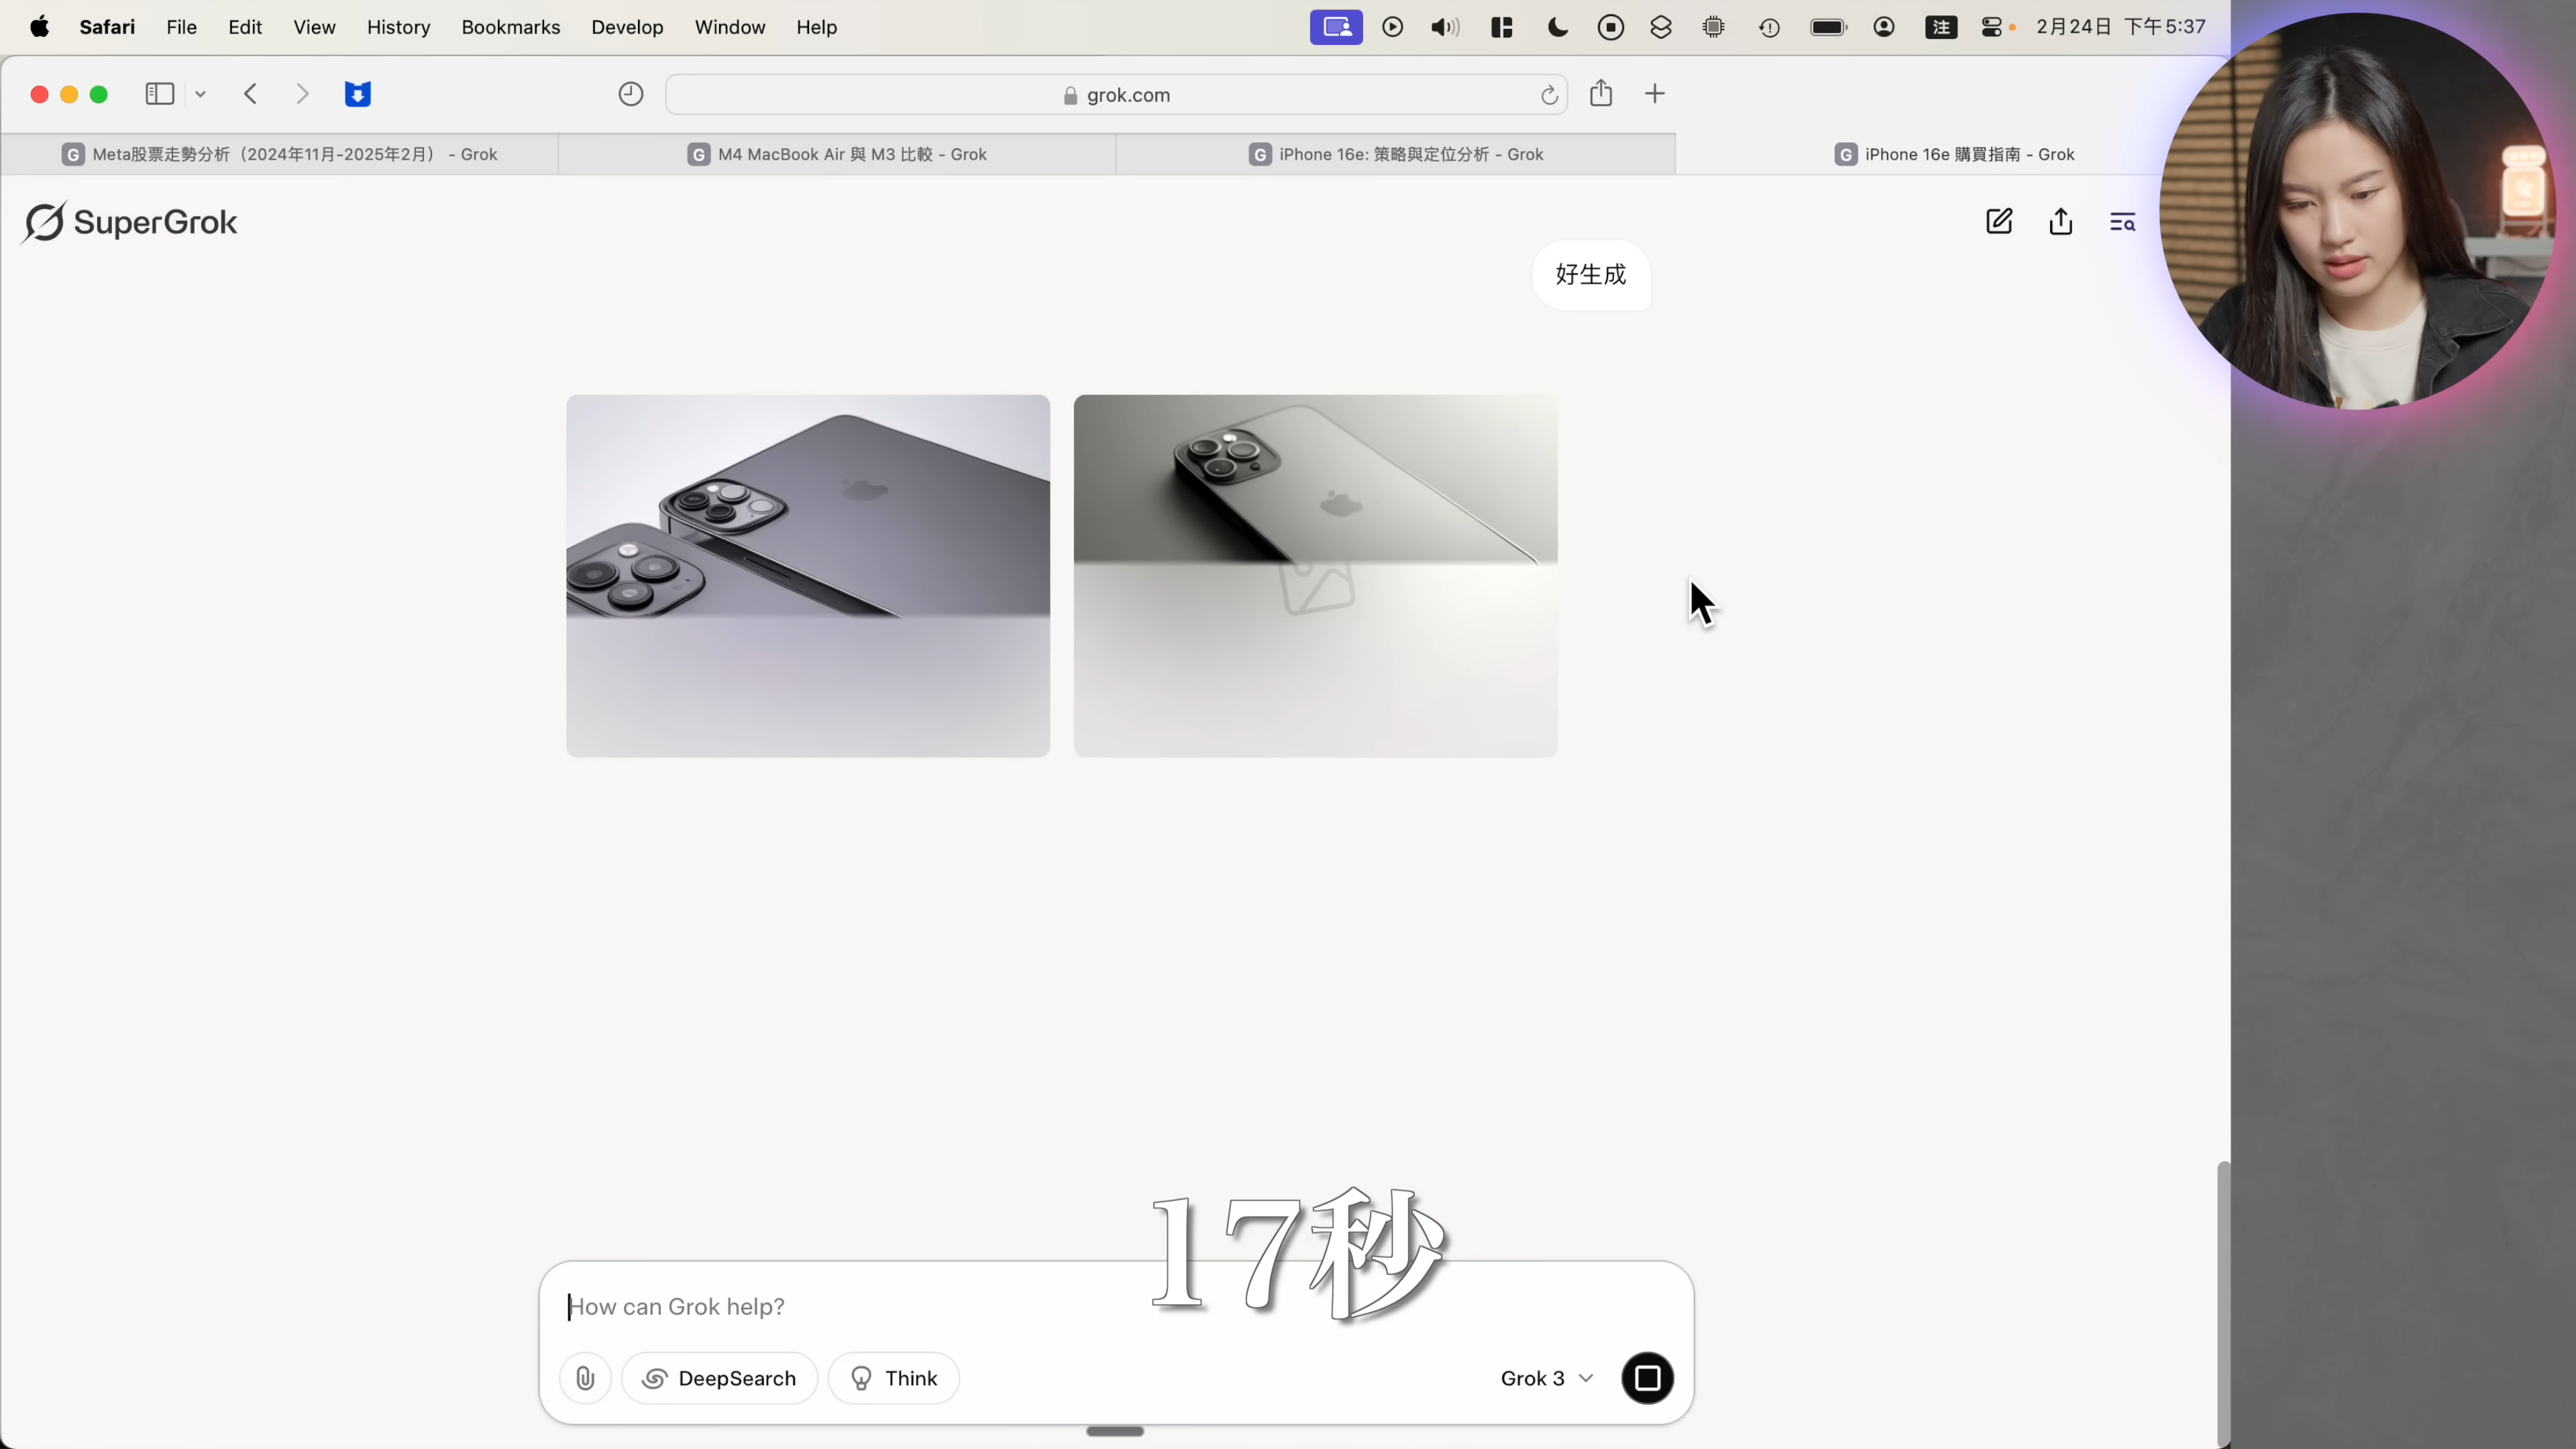 Safari File Edit View History Bookmarks Develop Window Help 注 2月24日 下午5:37
grok.com
G Meta股票走勢分析（2024年11月-2025年2月） - Grok
G M4 MacBook Air 與 M3 比較 - Grok
G iPhone 16e: 策略與定位分析 - Grok
G iPhone 16e 購買指南 - Grok
SuperGrok
好生成
17秒
How can Grok help?
DeepSearch Think Grok 3